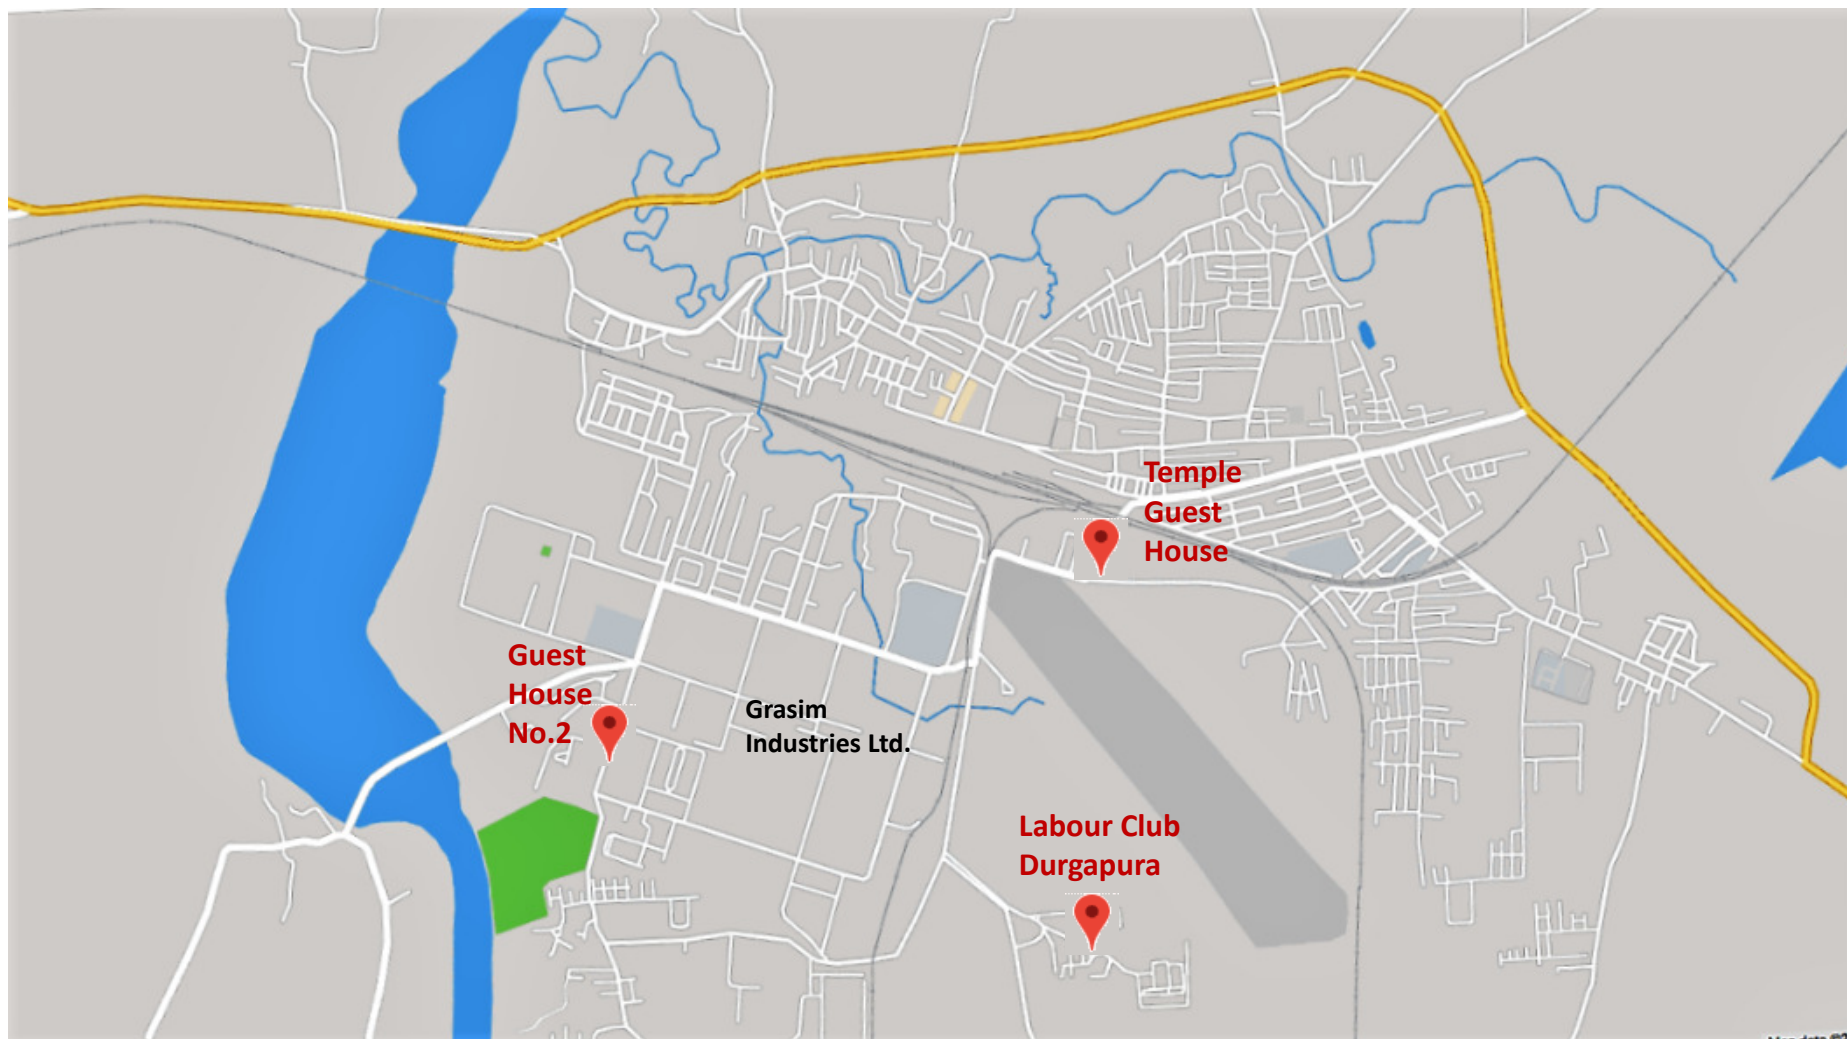 Temple
Guest
House
Guest
House
No.2
Grasim
Industries Ltd.
Labour Club
Durgapura